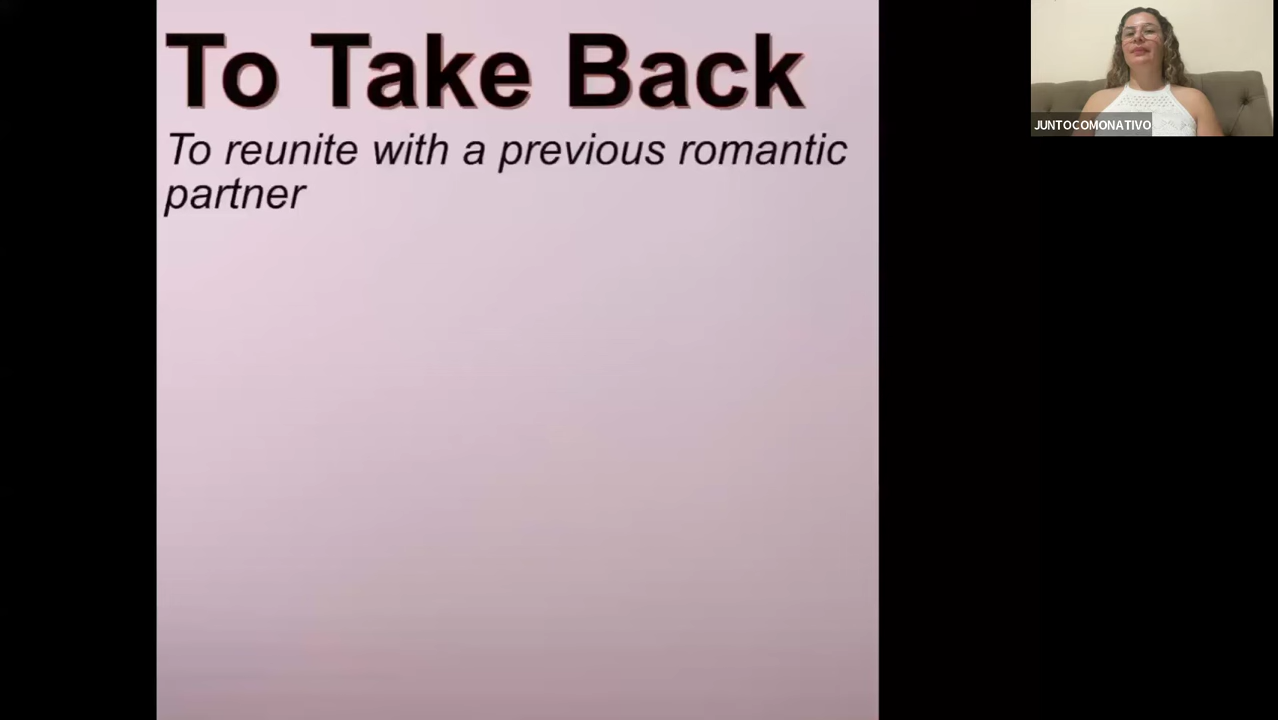 To Take Back
To reunite with a previous romantic
partner
JUNTOCOMONATIVO